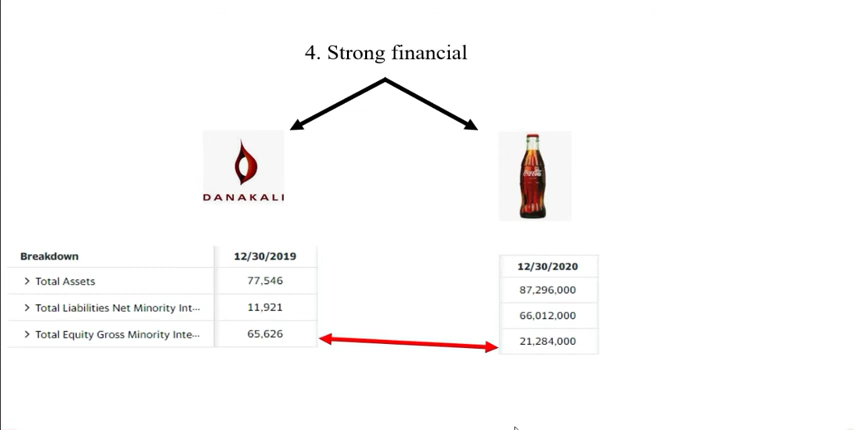 4. Strong financial
DANAKALI
Coca-Cola
Breakdown 12/30/2019
> Total Assets 77,546
> Total Liabilities Net Minority Int... 11,921
> Total Equity Gross Minority Inte... 65,626
12/30/2020
87,296,000
66,012,000
21,284,000